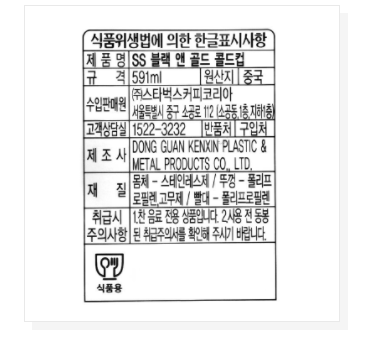 식품위생법에 의한 한글표시사항
제 품 명 SS 블랙 앤 골드 콜드컵
규 격 591ml 원산지 중국
수입판매원 ㈜스타벅스커피코리아
서울특별시 중구 소공로 112 (소공동,1층,지하1층)
고객상담실 1522-3232 반품처 구입처
제 조 사 DONG GUAN KENXIN PLASTIC &
METAL PRODUCTS CO., LTD.
재 질 몸체 - 스테인레스제 / 뚜껑 - 폴리프
로필렌,고무제 / 빨대 - 폴리프로필렌
취급시 주의사항 1.찬 음료 전용 상품입니다. 2.사용 전 동봉
된 취급주의서를 확인해 주시기 바랍니다.
식품용